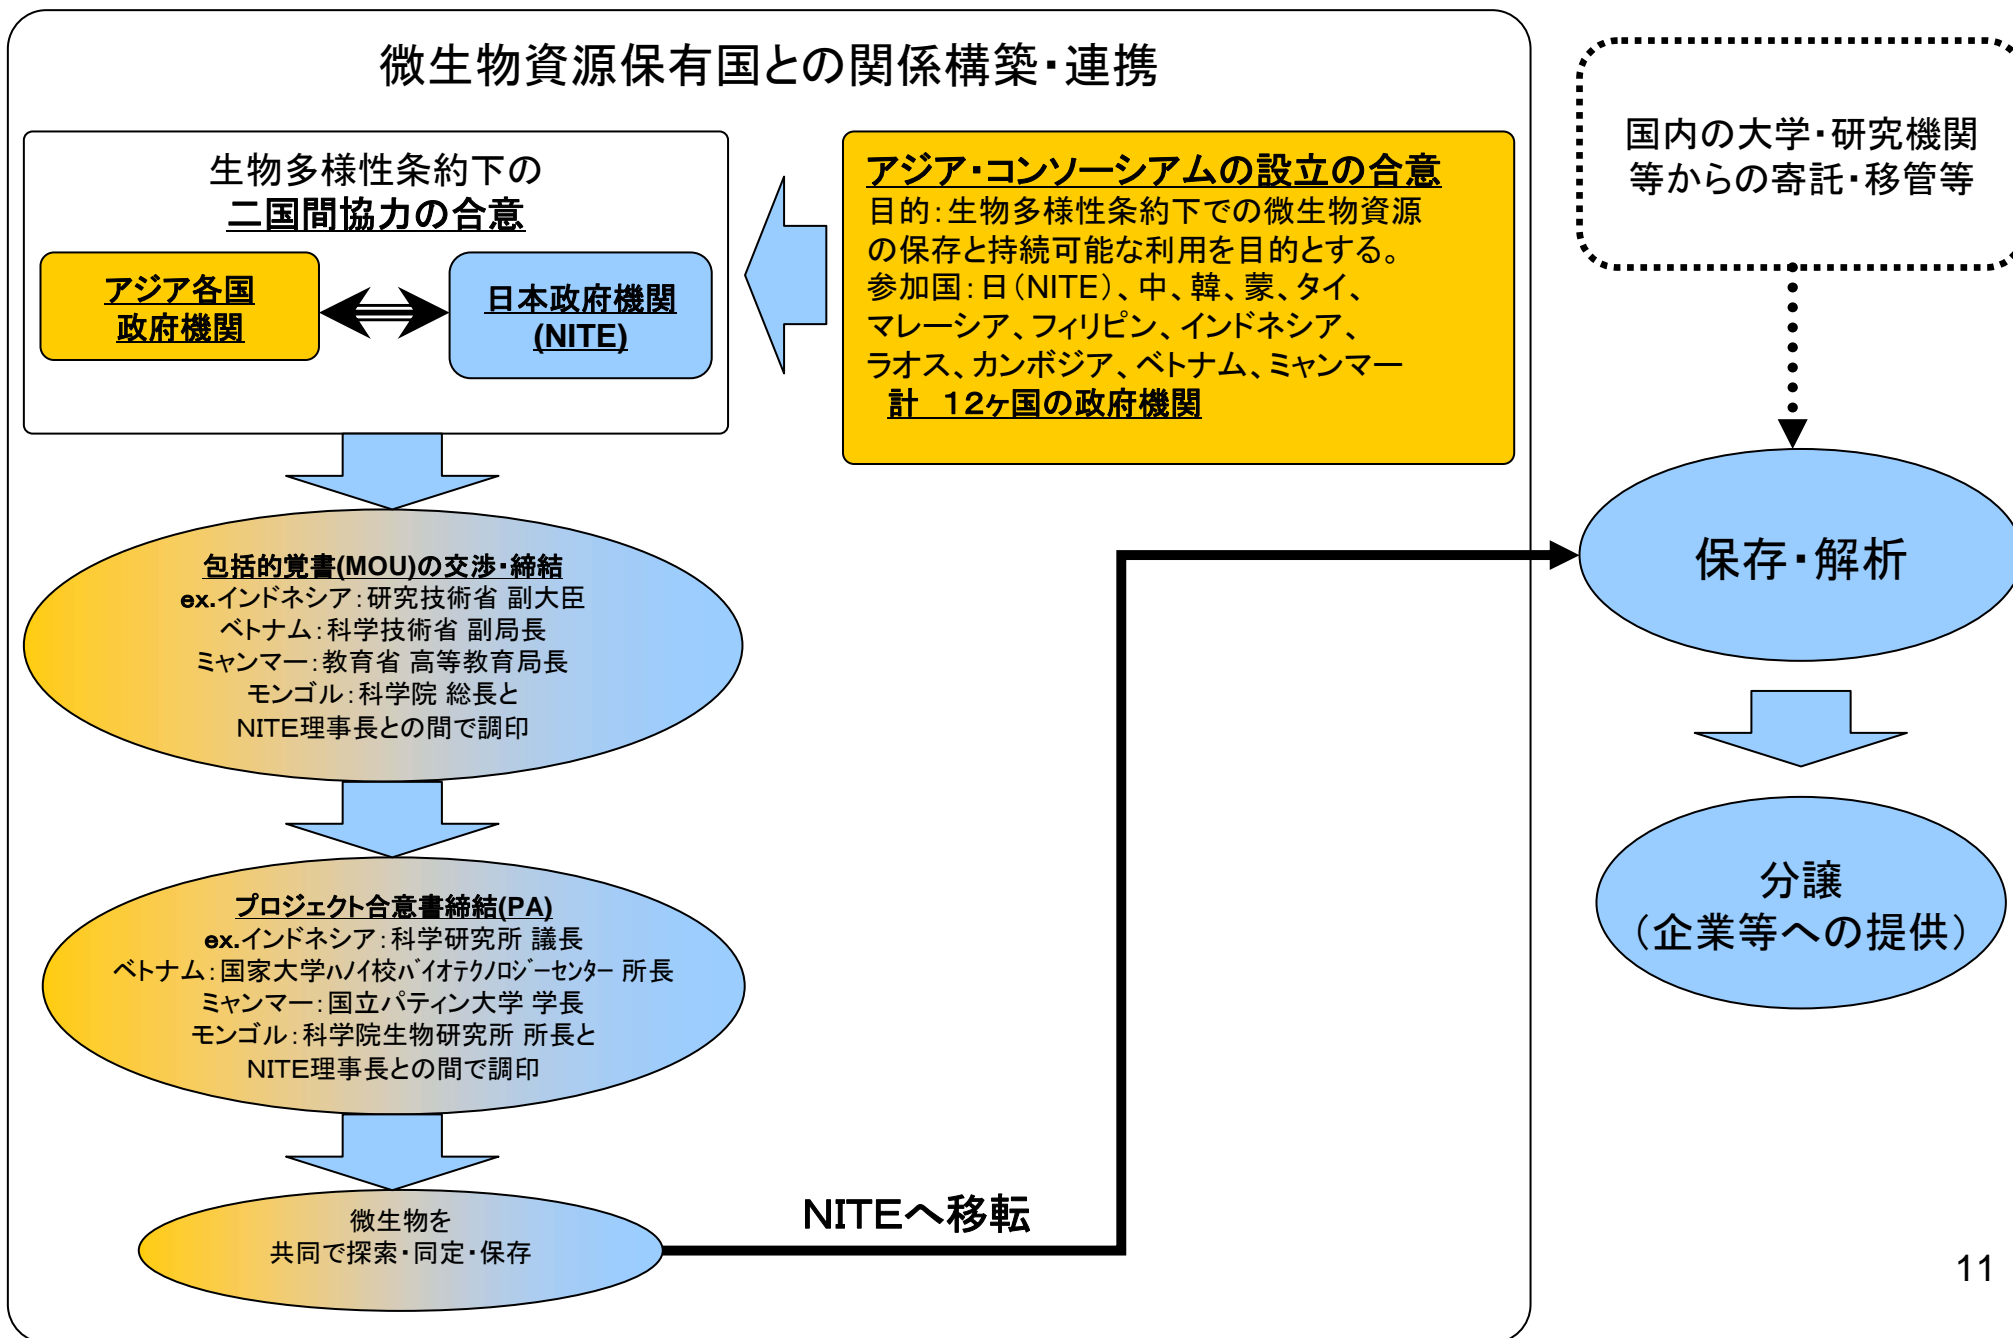 微生物資源保有国との関係構築・連携
生物多様性条約下の
二国間協力の合意
アジア各国
政府機関
日本政府機関
(NITE)
アジア・コンソーシアムの設立の合意
目的：生物多様性条約下での微生物資源
の保存と持続可能な利用を目的とする。
参加国：日（NITE）、中、韓、蒙、タイ、
マレーシア、フィリピン、インドネシア、
ラオス、カンボジア、ベトナム、ミャンマー
計　１２ヶ国の政府機関
国内の大学・研究機関
等からの寄託・移管等
包括的覚書(MOU)の交渉・締結
ex.インドネシア：研究技術省 副大臣
ベトナム：科学技術省 副局長
ミャンマー：教育省 高等教育局長
モンゴル：科学院 総長と
NITE理事長との間で調印
プロジェクト合意書締結(PA)
ex.インドネシア：科学研究所 議長
ベトナム：国家大学ﾊﾉｲ校ﾊﾞｲｵﾃｸﾉﾛｼﾞｰｾﾝﾀｰ 所長
ミャンマー：国立パティン大学 学長
モンゴル：科学院生物研究所 所長と
NITE理事長との間で調印
微生物を
共同で探索・同定・保存
NITEへ移転
保存・解析
分譲
（企業等への提供）
11